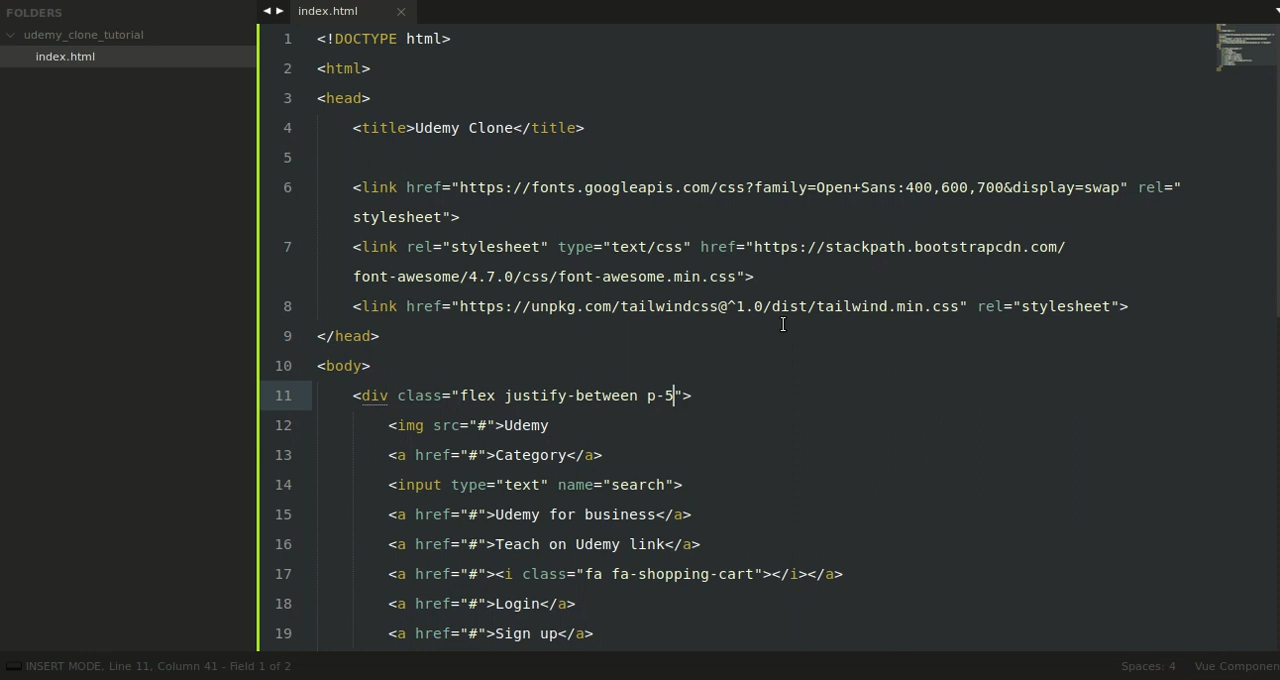 FOLDERS
udemy_clone_tutorial
index.html
index.html
1 <!DOCTYPE html>
2 <html>
3 <head>
4 <title>Udemy Clone</title>
5
6 <link href="https://fonts.googleapis.com/css?family=Open+Sans:400,600,700&display=swap" rel="
stylesheet">
7 <link rel="stylesheet" type="text/css" href="https://stackpath.bootstrapcdn.com/
font-awesome/4.7.0/css/font-awesome.min.css">
8 <link href="https://unpkg.com/tailwindcss@^1.0/dist/tailwind.min.css" rel="stylesheet">
9 </head>
10 <body>
11 <div class="flex justify-between p-5">
12 <img src="#">Udemy
13 <a href="#">Category</a>
14 <input type="text" name="search">
15 <a href="#">Udemy for business</a>
16 <a href="#">Teach on Udemy link</a>
17 <a href="#"><i class="fa fa-shopping-cart"></i></a>
18 <a href="#">Login</a>
19 <a href="#">Sign up</a>
INSERT MODE, Line 11, Column 41 - Field 1 of 2
Spaces: 4
Vue Componen